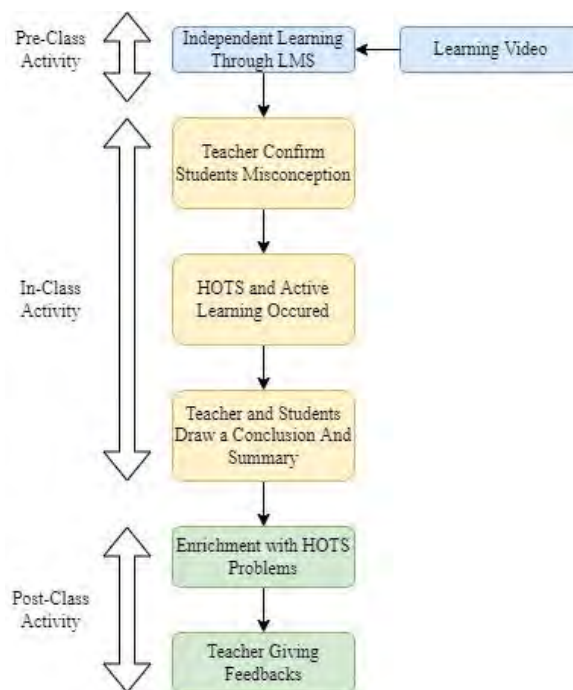 Pre-Class
Activity
Independent Learning
Through LMS
Learning Video
Teacher Confirm
Students Misconception
In-Class
Activity
HOTS and Active
Learning Occured
Teacher and Students
Draw a Conclusion And
Summary
Post-Class
Activity
Enrichment with HOTS
Problems
Teacher Giving
Feedbacks